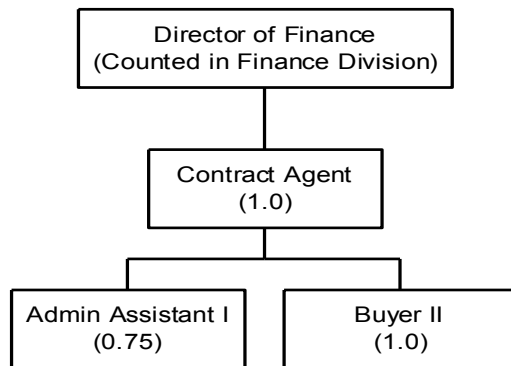 Director of Finance
(Counted in Finance Division)
Contract Agent
(1.0)
Admin Assistant I
(0.75)
Buyer II
(1.0)